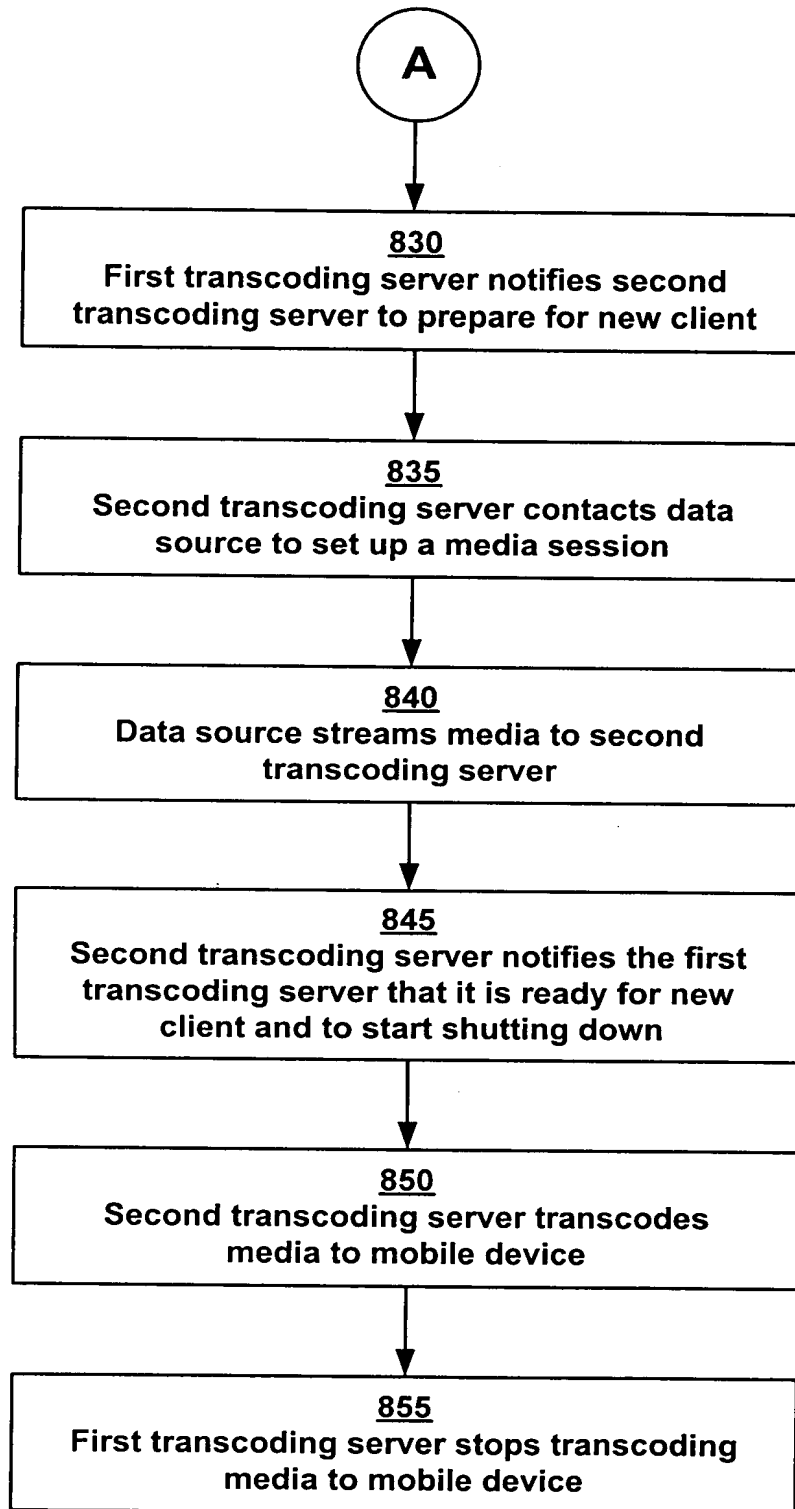 A
830
First transcoding server notifies second
transcoding server to prepare for new client
835
Second transcoding server contacts data
source to set up a media session
840
Data source streams media to second
transcoding server
845
Second transcoding server notifies the first
transcoding server that it is ready for new
client and to start shutting down
850
Second transcoding server transcodes
media to mobile device
855
First transcoding server stops transcoding
media to mobile device